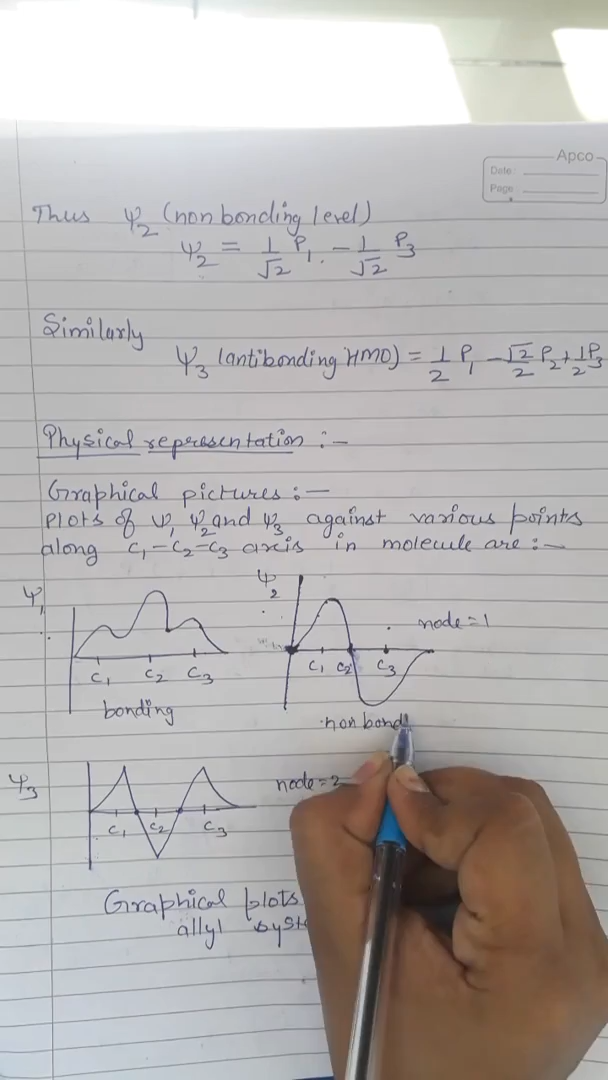 Apco
Date:
Page
Thus ψ2 (non bonding level)
ψ2 = 1/√2 P1 - 1/√2 P3
Similarly
ψ3 (antibonding HMO) = 1/2 P1 - √2/2 P2 + 1/2 P3
Physical representation :-
Graphical pictures :-
Plots of ψ1 ψ2 and ψ3 against various points
along C1-C2-C3 axis in molecule are :-
ψ1
C1 C2 C3
bonding
ψ2
node = 1
C1 C2 C3
non bond
ψ3
C1 C2 C3
node = 2
Graphical plots
allyl syste